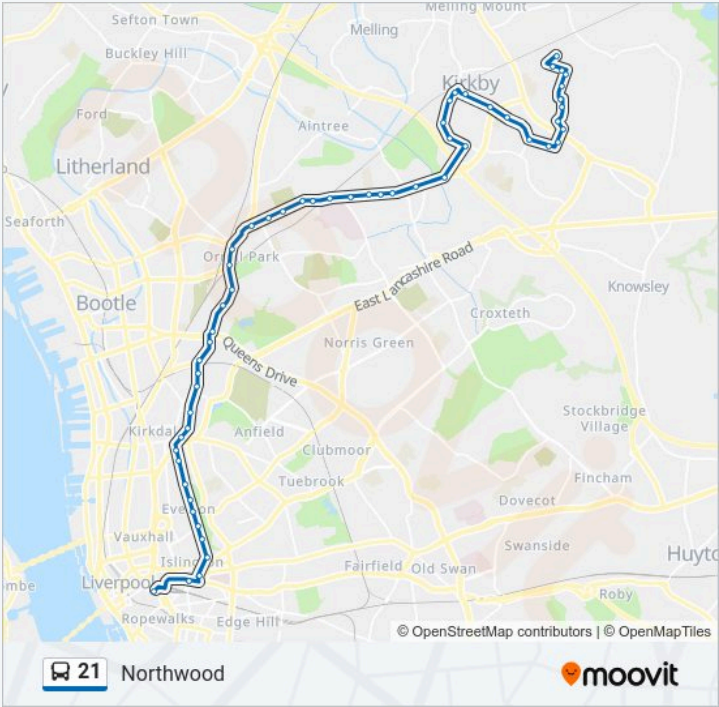 Melling Mount
Sefton Town
Melling
Buckley Hill
Kirkby
Ford
Aintree
Litherland
Seaforth
Orrell Park
East Lancashire Road
Knowsley
Bootle
Croxteth
Queens Drive
Norris Green
Stockbridge
Village
Kirkdal
Anfield
Clubmoor
Tuebrook
Fincham
Dovecot
Everton
Vauxhall
Swanside
Islington
Huyto
Fairfield
Old Swan
Liverpool
Roby
Ropewalks
Edge Hill
© OpenStreetMap contributors | © OpenMapTiles
21 Northwood
moovit